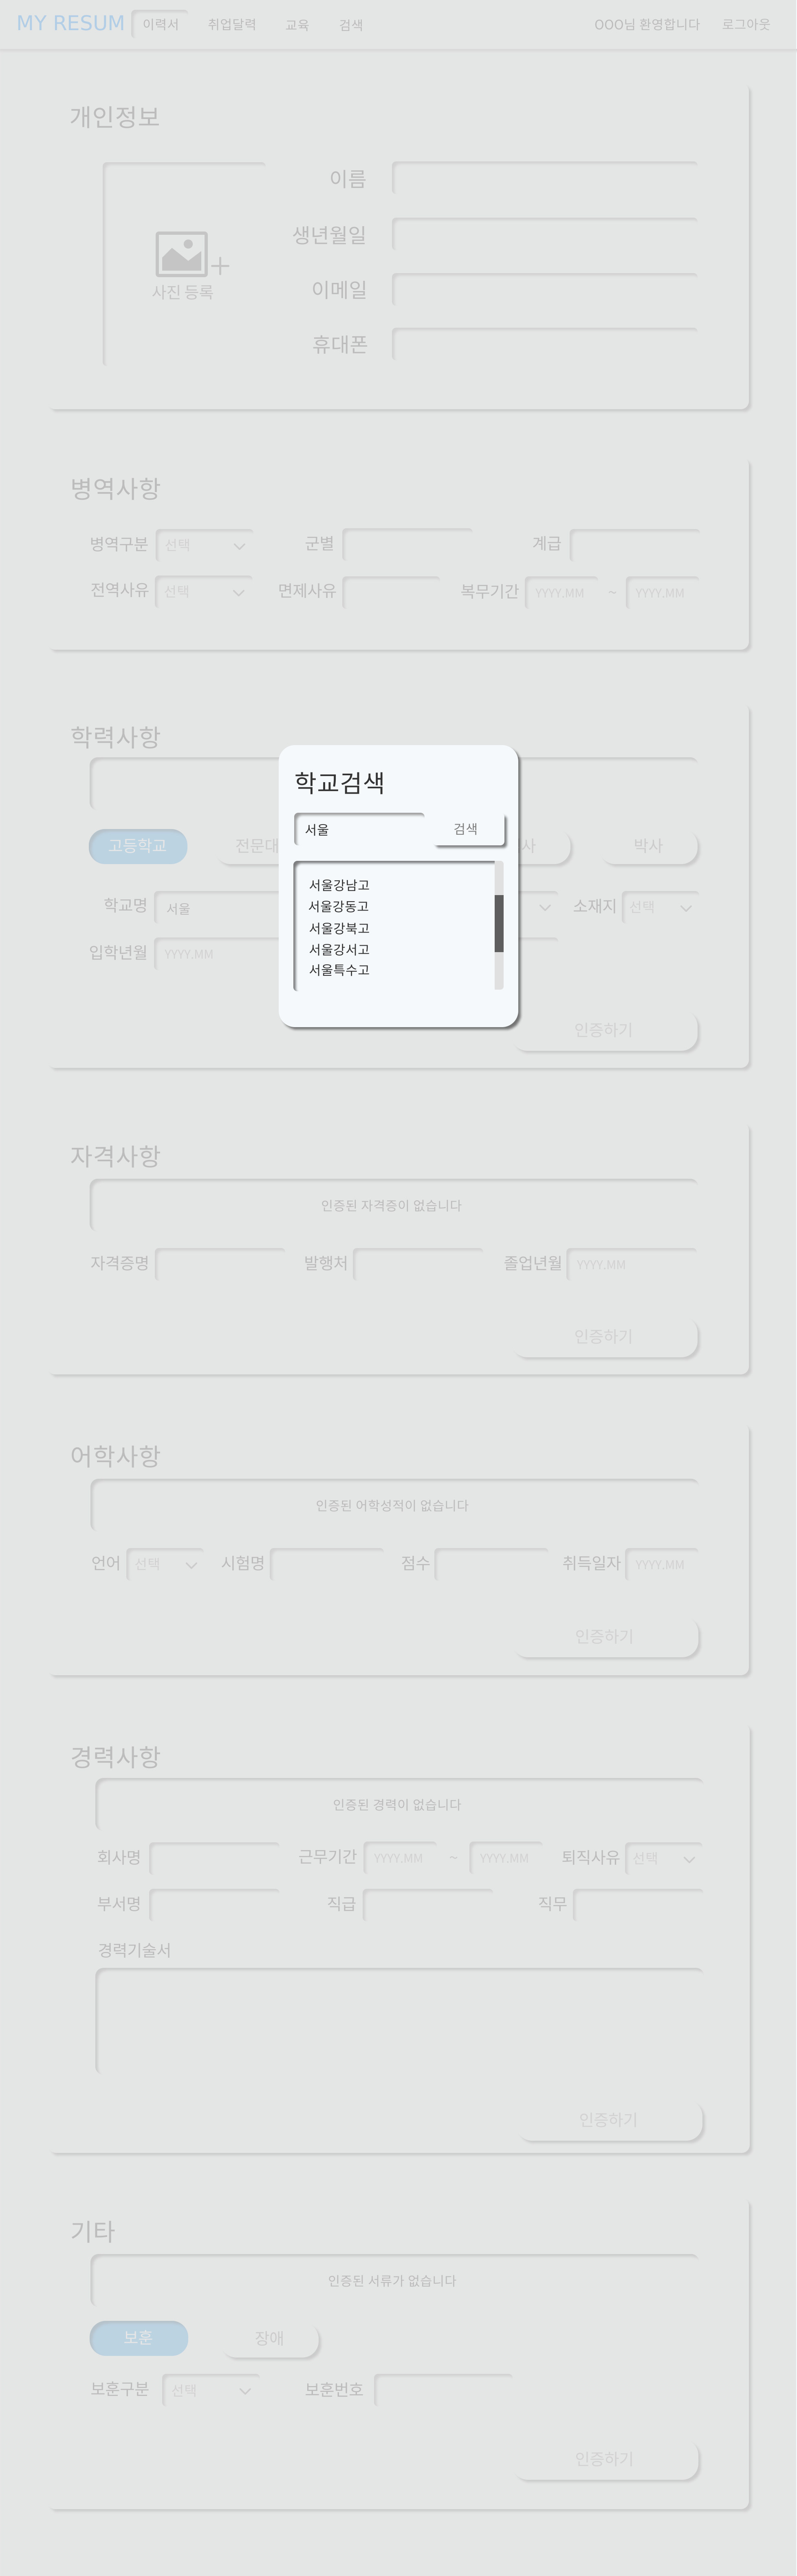 MY RESUM 이력서 취업달력 교육 검색 OOO님 환영합니다 로그아웃
개인정보
이름
생년월일
사진 등록
이메일
휴대폰
병역사항
병역구분 선택 군별 계급
전역사유 선택 면제사유 복무기간 YYYY.MM ~ YYYY.MM
학력사항
학교검색
서울 검색
고등학교 전문대 사 박사
서울강남고
학교명 서울 소재지 선택
서울강동고
서울강북고
입학년월 YYYY.MM
서울강서고
서울특수고
인증하기
자격사항
인증된 자격증이 없습니다
자격증명 발행처 졸업년월 YYYY.MM
인증하기
어학사항
인증된 어학성적이 없습니다
언어 선택 시험명 점수 취득일자 YYYY.MM
인증하기
경력사항
인증된 경력이 없습니다
회사명 근무기간 YYYY.MM ~ YYYY.MM 퇴직사유 선택
부서명 직급 직무
경력기술서
인증하기
기타
인증된 서류가 없습니다
보훈 장애
보훈구분 선택 보훈번호
인증하기